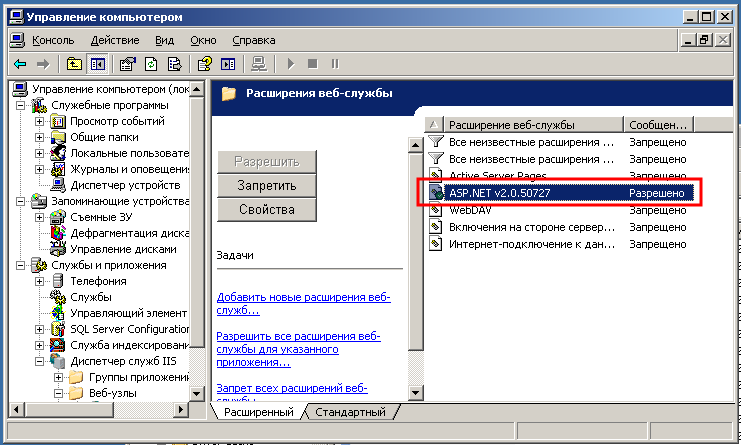 Управление компьютером
Консоль Действие Вид Окно Справка
Управление компьютером (лок
Служебные программы
Просмотр событий
Общие папки
Локальные пользовате
Журналы и оповещени
Диспетчер устройств
Запоминающие устройства
Съемные ЗУ
Дефрагментация диска
Управление дисками
Службы и приложения
Телефония
Службы
Управляющий элемент
SQL Server Configuration
Служба индексирования
Диспетчер служб IIS
Группы приложений
Веб-узлы
Расширения веб-службы
Разрешить
Запретить
Свойства
Задачи
Добавить новые расширения веб-
служб...
Разрешить все расширения веб-
службы для указанного
приложения...
Запрет всех расширений веб-
Расширение веб-службы Сообщен...
Все неизвестные расширения ... Запрещено
Все неизвестные расширения ... Запрещено
Active Server Pages Запрещено
ASP.NET v2.0.50727 Разрешено
WebDAV Запрещено
Включения на стороне сервер... Запрещено
Интернет-подключение к дан... Запрещено
Расширенный Стандартный